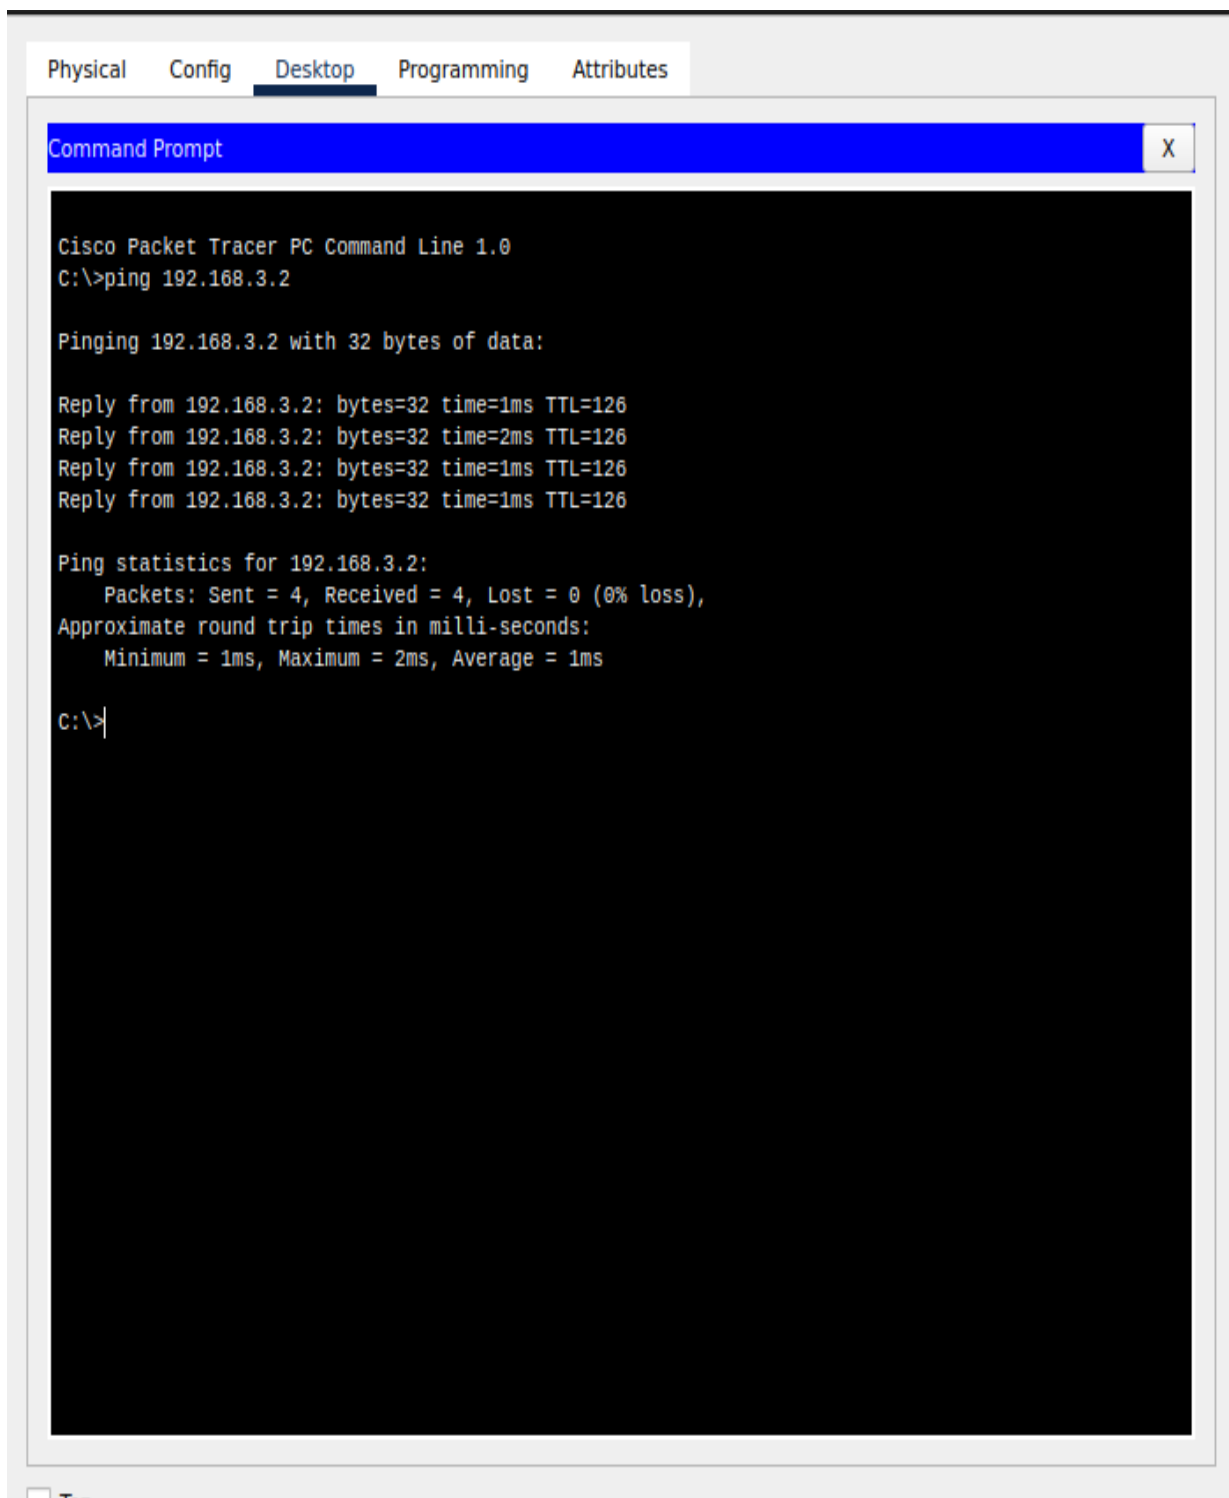 Physical Config Desktop Programming Attributes
Command Prompt X
Cisco Packet Tracer PC Command Line 1.0
C:\>ping 192.168.3.2
Pinging 192.168.3.2 with 32 bytes of data:
Reply from 192.168.3.2: bytes=32 time=1ms TTL=126
Reply from 192.168.3.2: bytes=32 time=2ms TTL=126
Reply from 192.168.3.2: bytes=32 time=1ms TTL=126
Reply from 192.168.3.2: bytes=32 time=1ms TTL=126
Ping statistics for 192.168.3.2:
    Packets: Sent = 4, Received = 4, Lost = 0 (0% loss),
Approximate round trip times in milli-seconds:
    Minimum = 1ms, Maximum = 2ms, Average = 1ms
C:\>